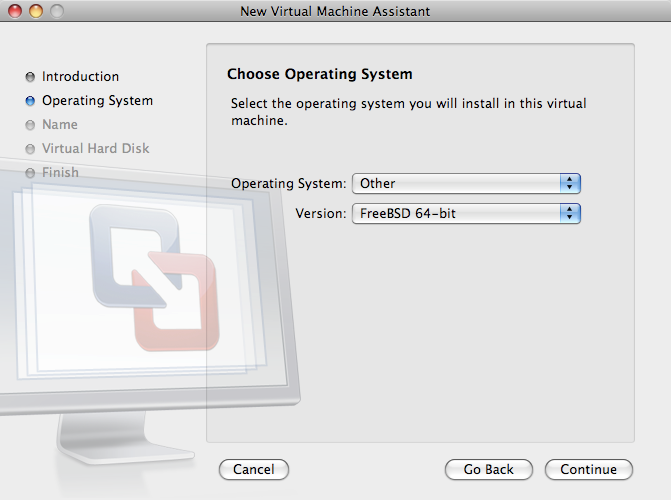 New Virtual Machine Assistant
Introduction
Operating System
Name
Virtual Hard Disk
Finish
Choose Operating System
Select the operating system you will install in this virtual
machine.
Operating System: Other
Version: FreeBSD 64-bit
Cancel
Go Back
Continue